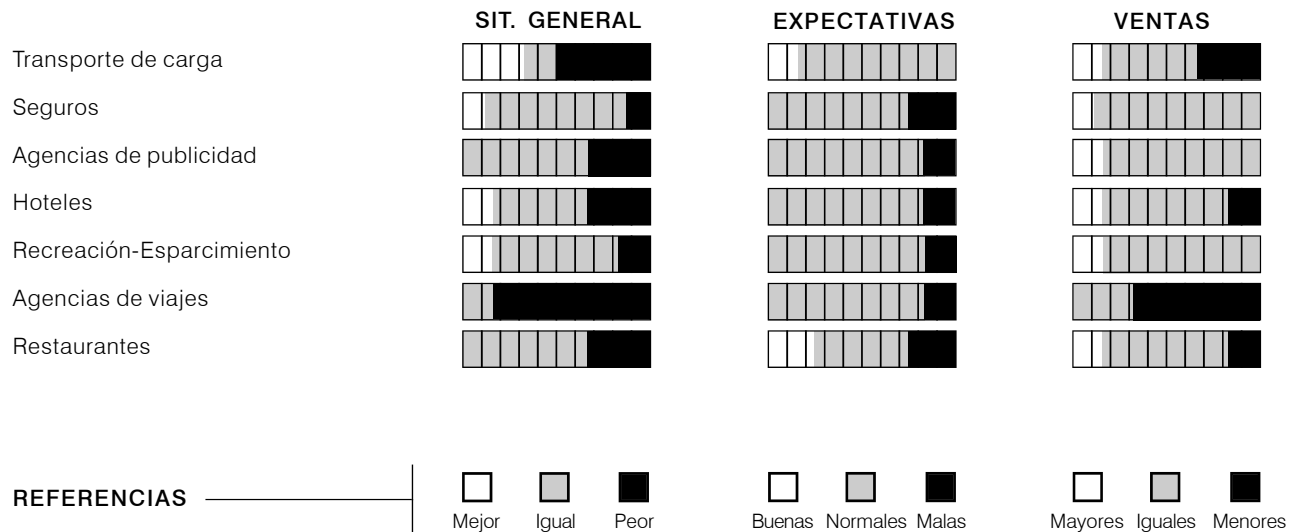 SIT. GENERAL EXPECTATIVAS VENTAS
Transporte de carga
Seguros
Agencias de publicidad
Hoteles
Recreación-Esparcimiento
Agencias de viajes
Restaurantes
REFERENCIAS
Mejor Igual Peor Buenas Normales Malas Mayores Iguales Menores